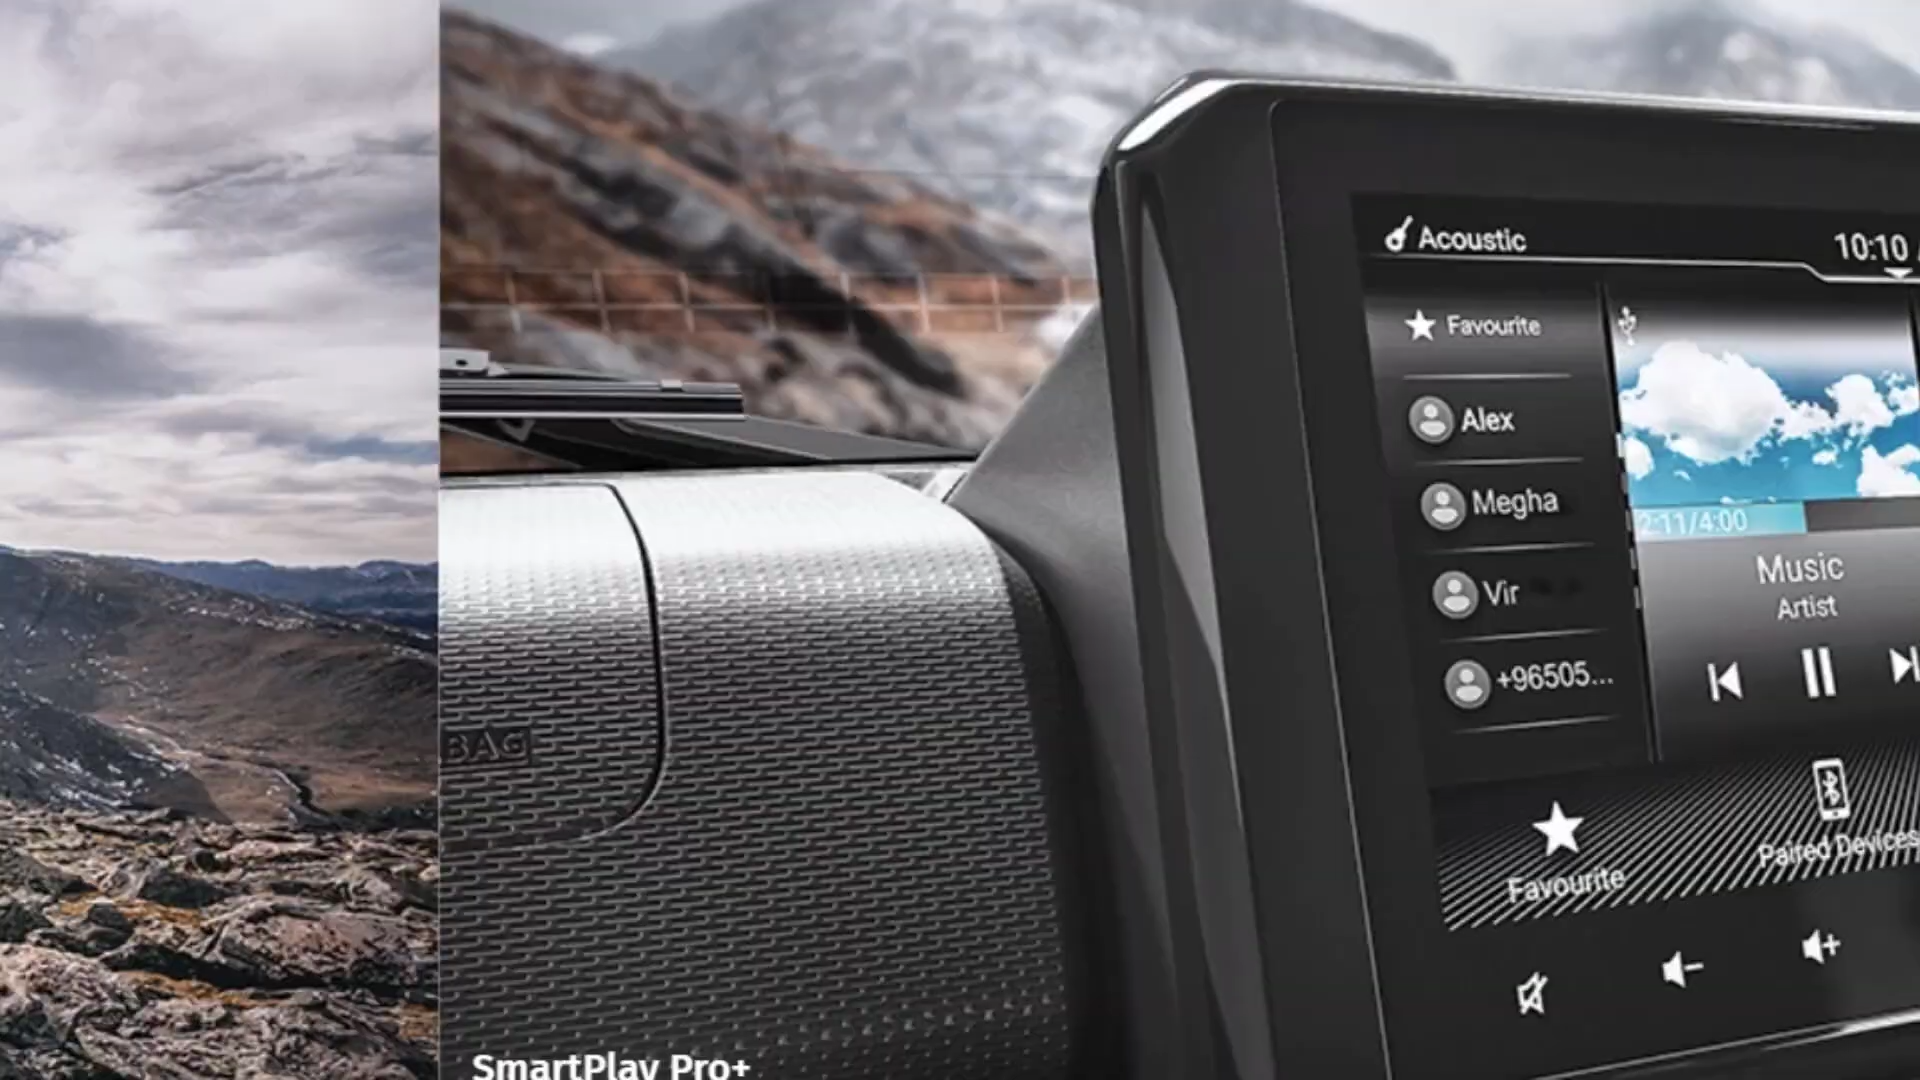 Acoustic
10:10
Favourite
Alex
Megha
Vir
+96505...
2:11/4:00
Music
Artist
BAG
Favourite
Paired Devices
SmartPlay Pro+